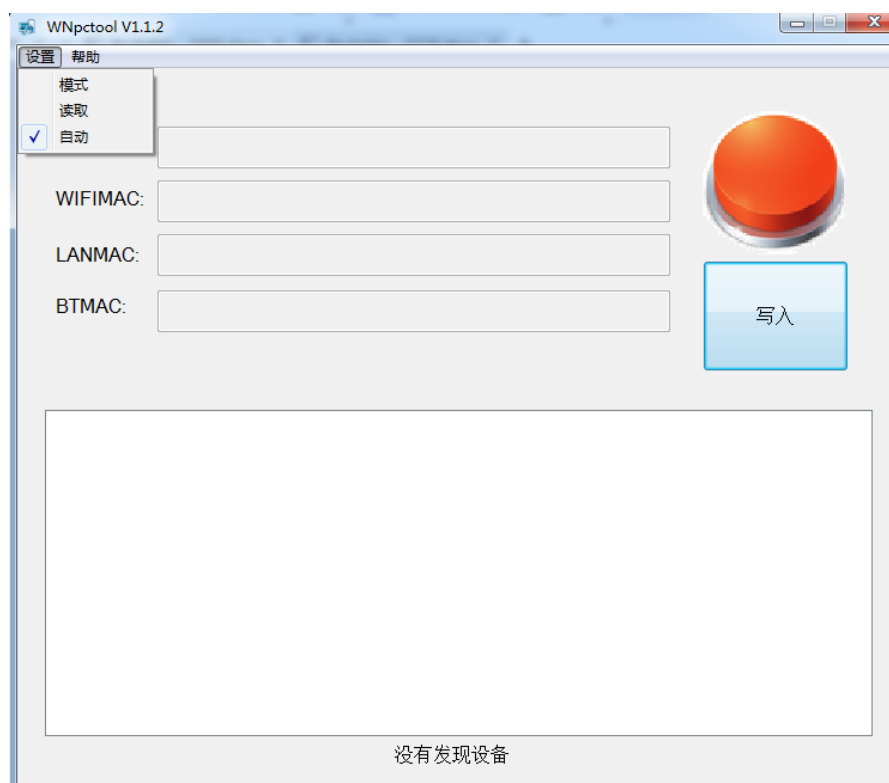 WNpctool V1.1.2
设置 帮助
模式
读取
✓ 自动
WIFIMAC:
LANMAC:
BTMAC:
写入
没有发现设备